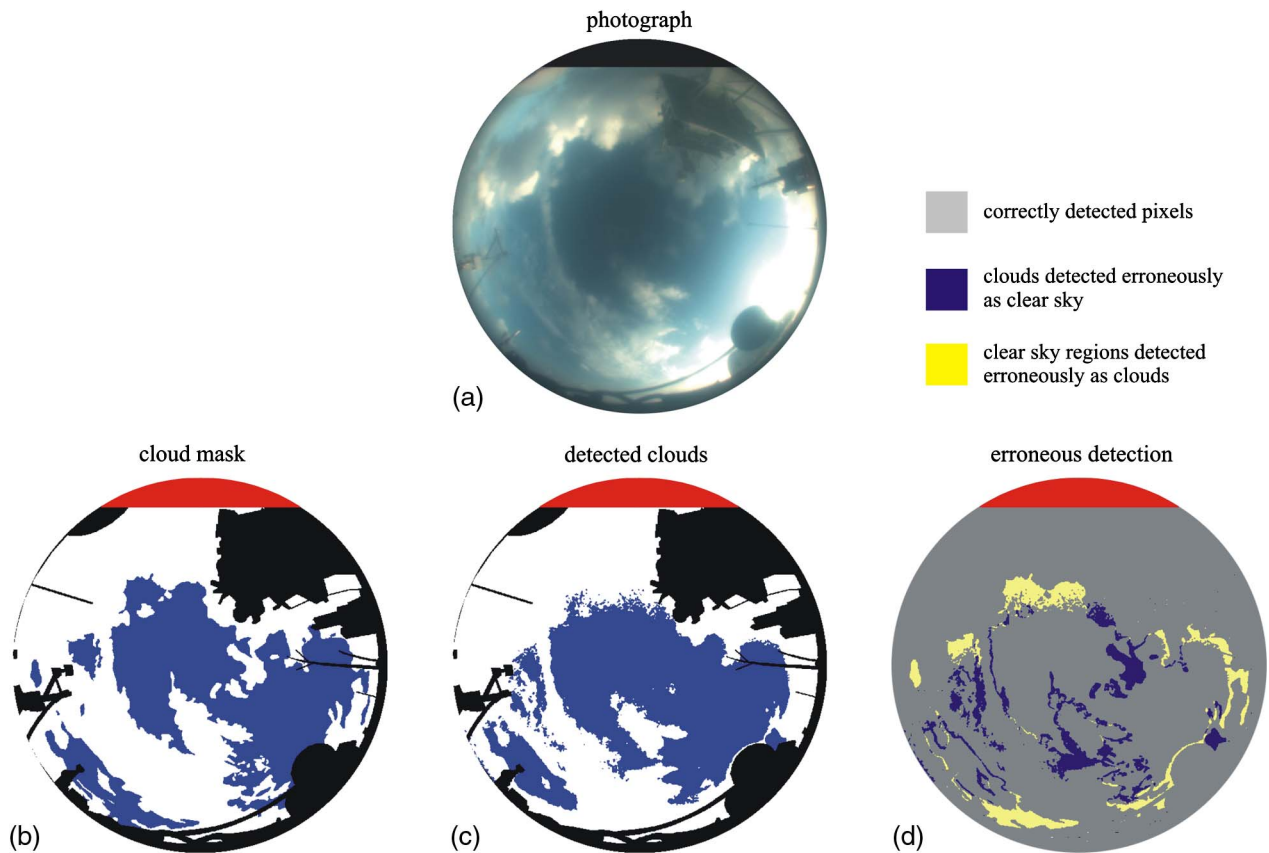 photograph
(a)
correctly detected pixels
clouds detected erroneously
as clear sky
clear sky regions detected
erroneously as clouds
cloud mask
detected clouds
erroneous detection
(b)
(c)
(d)